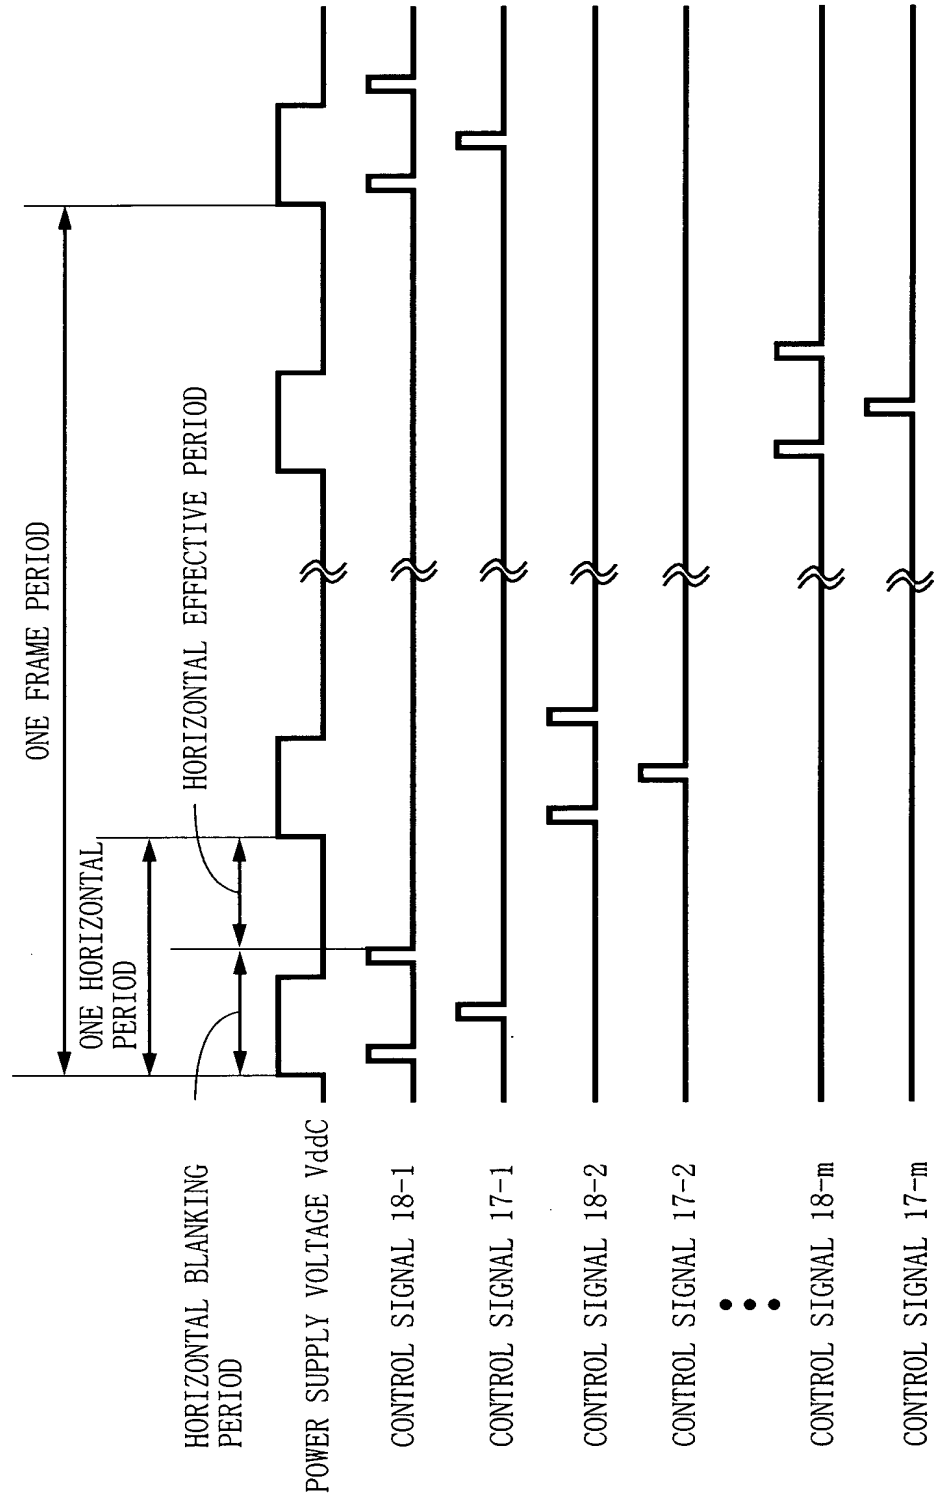 ONE FRAME PERIOD
ONE HORIZONTAL
PERIOD
HORIZONTAL EFFECTIVE PERIOD
HORIZONTAL BLANKING
PERIOD
POWER SUPPLY VOLTAGE VddC
CONTROL SIGNAL 18-1
CONTROL SIGNAL 17-1
CONTROL SIGNAL 18-2
CONTROL SIGNAL 17-2
CONTROL SIGNAL 18-m
CONTROL SIGNAL 17-m